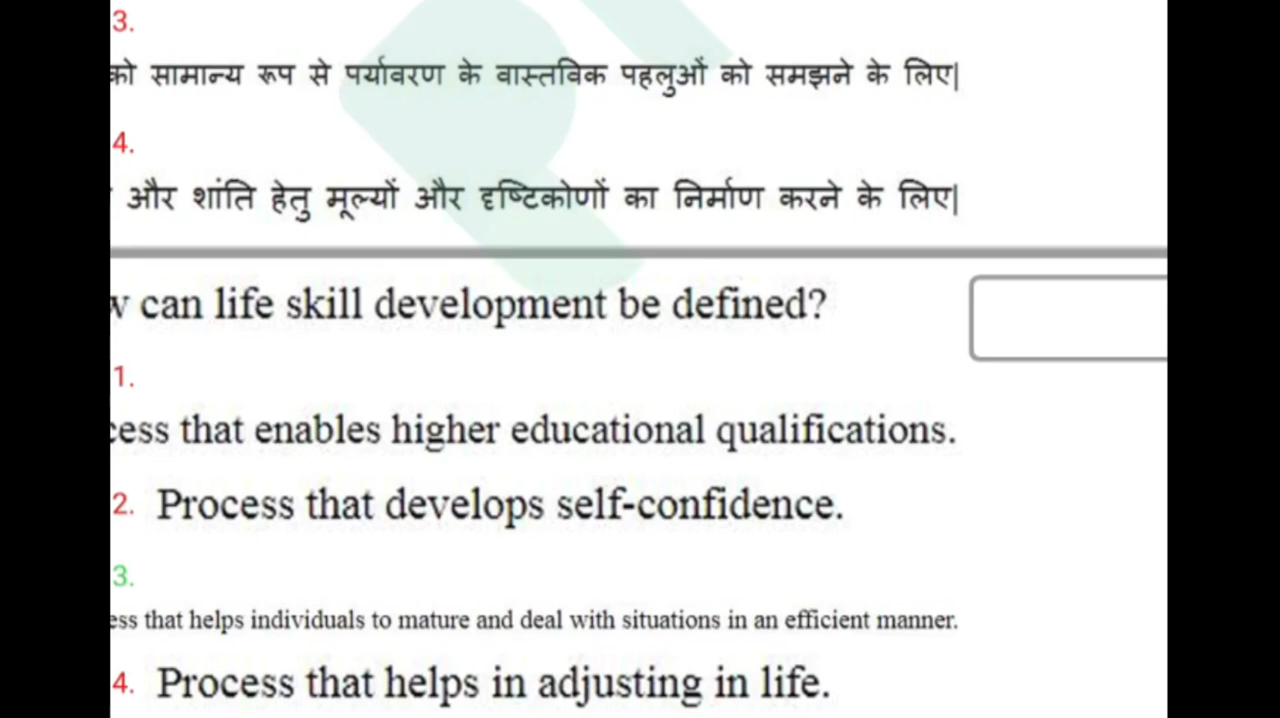 3.
को सामान्य रूप से पर्यावरण के वास्तविक पहलुओं को समझने के लिए|
4.
और शांति हेतु मूल्यों और दृष्टिकोणों का निर्माण करने के लिए|
can life skill development be defined?
1.
that enables higher educational qualifications.
2. Process that develops self-confidence.
3.
that helps individuals to mature and deal with situations in an efficient manner.
4. Process that helps in adjusting in life.